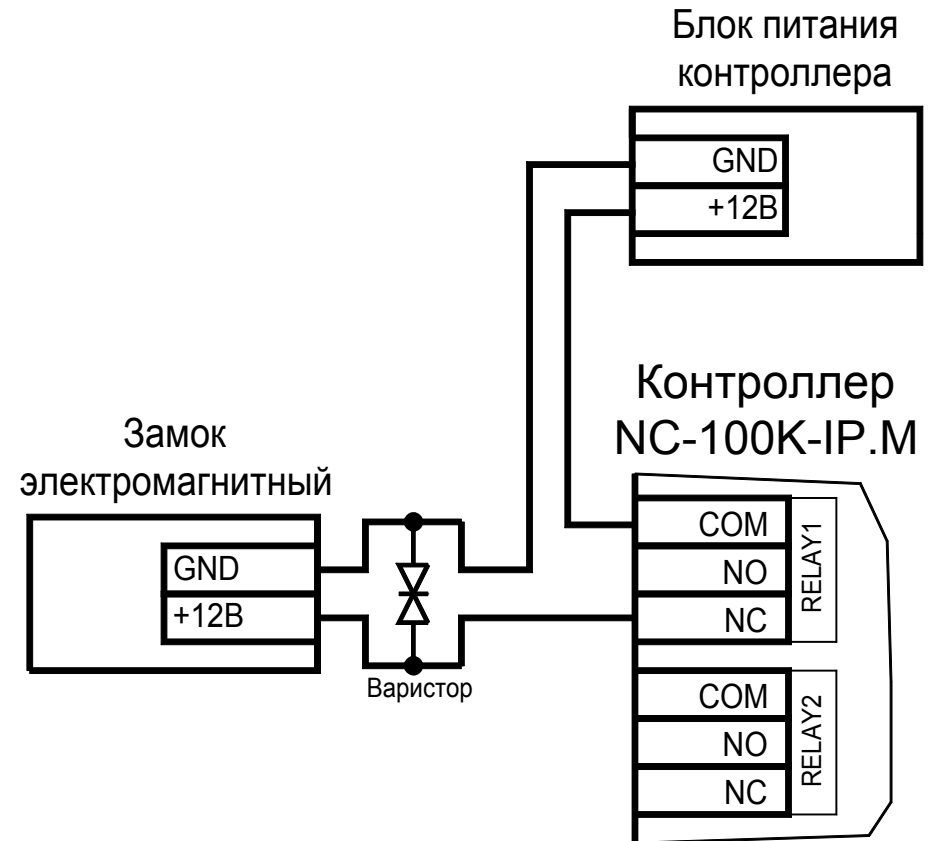 Блок питания
контроллера
GND
+12В
Контроллер
NC-100K-IP.M
Замок
электромагнитный
GND
+12В
Варистор
COM
NO
NC
RELAY1
COM
NO
NC
RELAY2